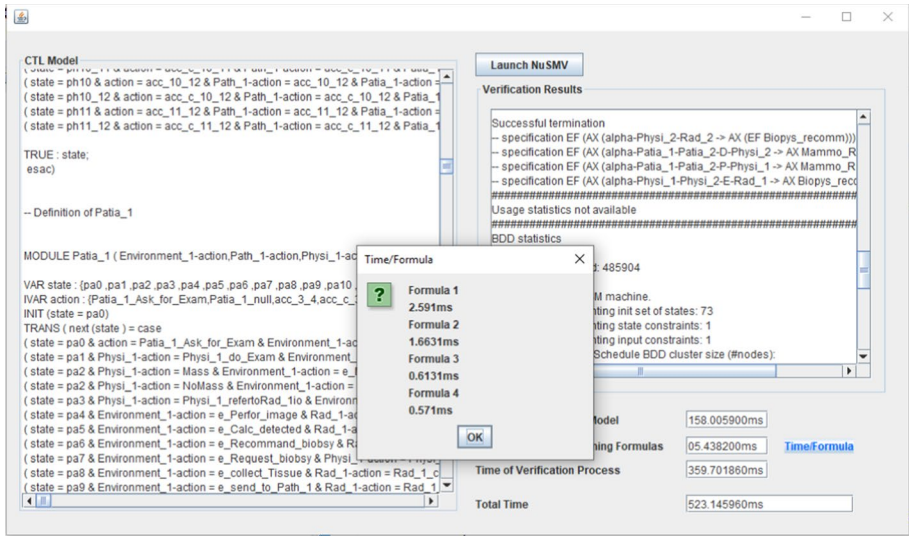 CTL Model
( state = ph10 & action = acc_10_12 & Path_1-action = acc_10_12 & Patia_1-action =
( state = ph10_12 & action = acc_c_10_12 & Path_1-action = acc_c_10_12 & Patia_1
( state = ph11 & action = acc_11_12 & Path_1-action = acc_11_12 & Patia_1-action =
( state = ph11_12 & action = acc_c_11_12 & Path_1-action = acc_c_11_12 & Patia_1
TRUE : state;
esac)
-- Definition of Patia_1
MODULE Patia_1 ( Environment_1-action,Path_1-action,Physi_1-ac
VAR state : {pa0 ,pa1 ,pa2 ,pa3 ,pa4 ,pa5 ,pa6 ,pa7 ,pa8 ,pa9 ,pa10
IVAR action : {Patia_1_Ask_for_Exam,Patia_1_null,acc_3_4,acc_c_
INIT (state = pa0)
TRANS ( next (state ) = case
( state = pa0 & action = Patia_1_Ask_for_Exam & Environment_1-ac
( state = pa1 & Physi_1-action = Physi_1_do_Exam & Environment_
( state = pa2 & Physi_1-action = Mass & Environment_1-action = e_
( state = pa2 & Physi_1-action = NoMass & Environment_1-action =
( state = pa3 & Physi_1-action = Physi_1_refertoRad_1io & Environ
( state = pa4 & Environment_1-action = e_Perfor_image & Rad_1-ac
( state = pa5 & Environment_1-action = e_Calc_detected & Rad_1-a
( state = pa6 & Environment_1-action = e_Recommand_biobsy & Ra
( state = pa7 & Environment_1-action = e_Request_biobsy & Physi_
( state = pa8 & Environment_1-action = e_collect_Tissue & Rad_1-action = Rad_1_c
( state = pa9 & Environment_1-action = e_send_to_Path_1 & Rad_1-action = Rad_1_
Launch NuSMV
Verification Results
Successful termination
-- specification EF (AX (alpha-Physi_2-Rad_2 -> AX (EF Biopys_recomm)))
-- specification EF (AX (alpha-Patia_1-Patia_2-D-Physi_2 -> AX Mammo_R
-- specification EF (AX (alpha-Patia_1-Patia_2-P-Physi_1 -> AX Mammo_R
-- specification EF (AX (alpha-Physi_1-Physi_2-E-Rad_1 -> AX Biopys_rec
######################################################
Usage statistics not available
######################################################
BDD statistics
d: 485904
M machine.
nting init set of states: 73
nting state constraints: 1
nting input constraints: 1
Schedule BDD cluster size (#nodes):
Time/Formula
Formula 1
2.591ms
Formula 2
1.6631ms
Formula 3
0.6131ms
Formula 4
0.571ms
OK
Model 158.005900ms
ning Formulas 05.438200ms Time/Formula
Time of Verification Process 359.701860ms
Total Time 523.145960ms